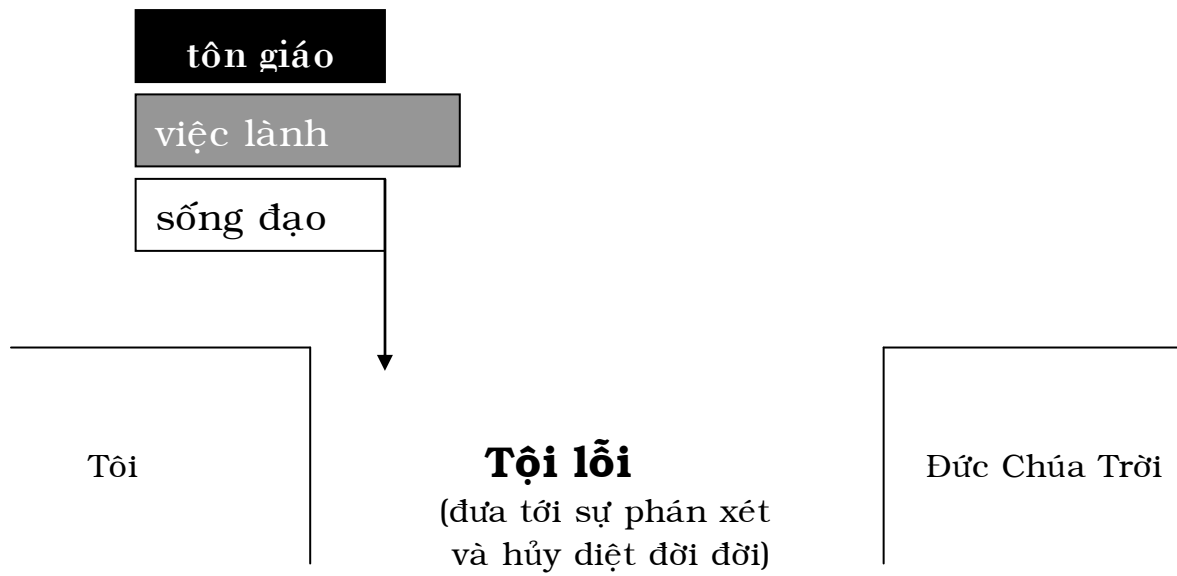 tôn giáo
việc lành
sống đạo
Tôi
Tội lỗi
(đưa tới sự phán xét
và hủy diệt đời đời)
Đức Chúa Trời